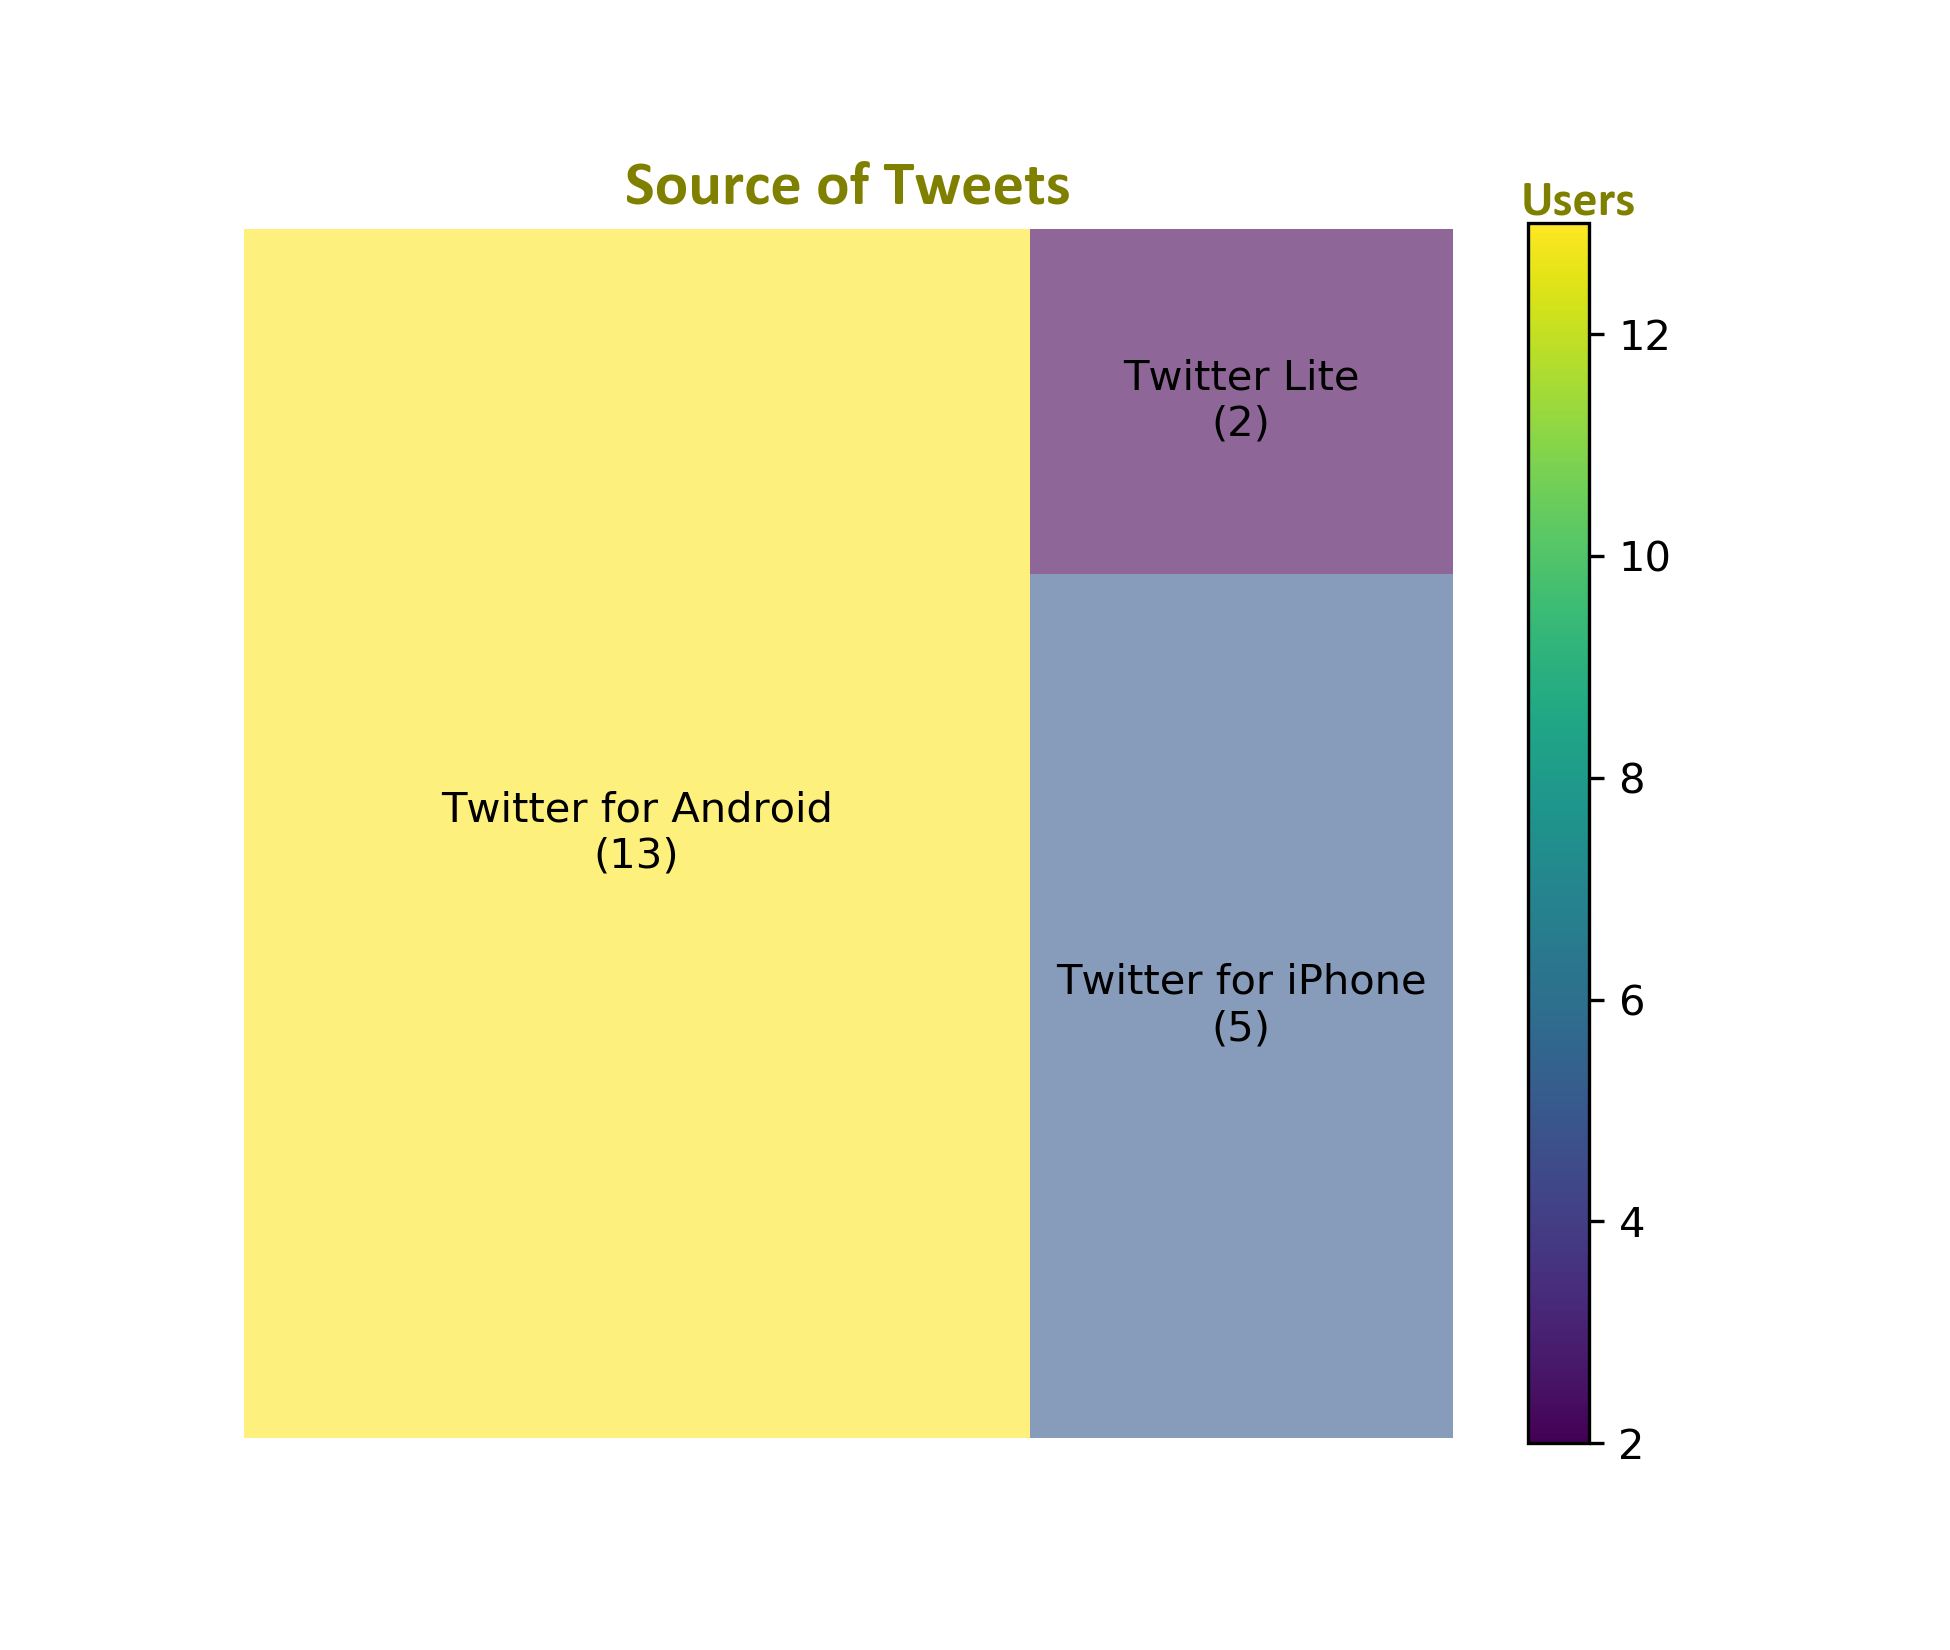 Source of Tweets
Users
Twitter for Android
(13)
Twitter Lite
(2)
Twitter for iPhone
(5)
12
10
8
6
4
2